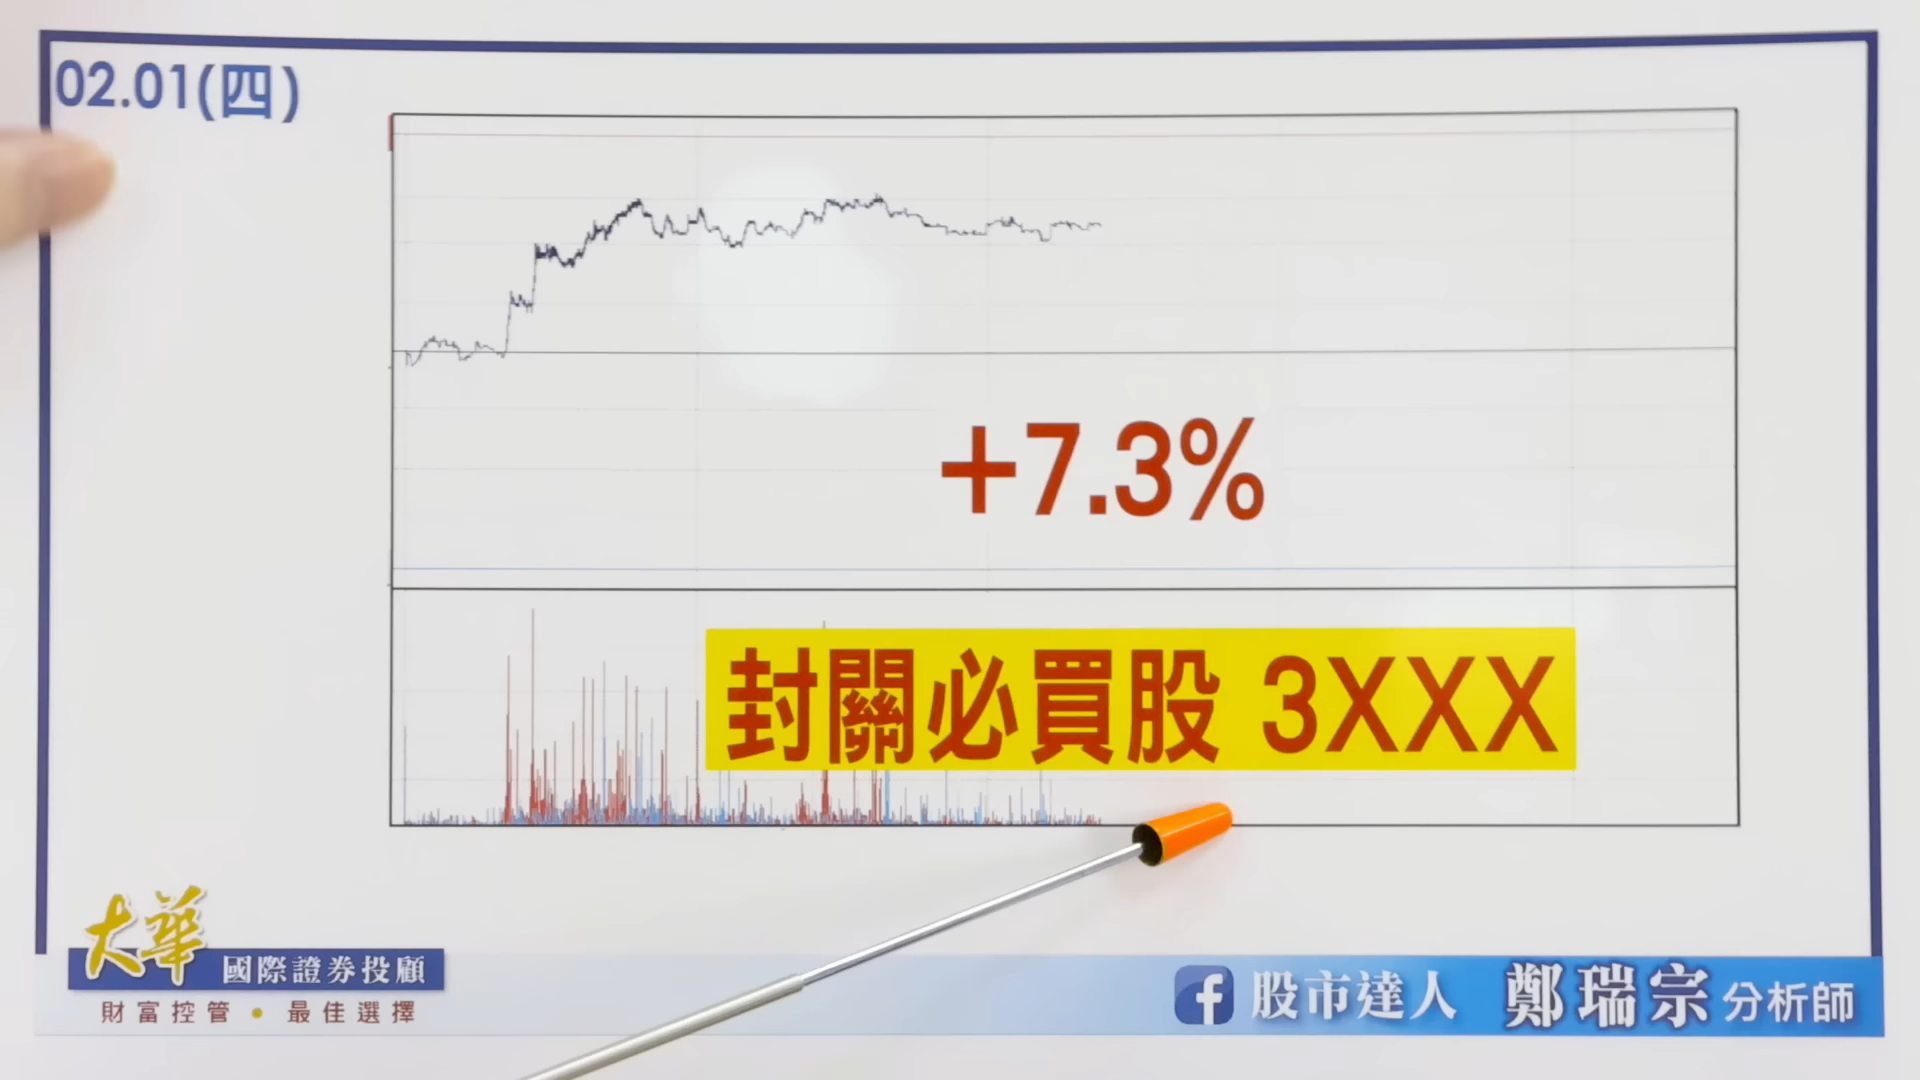 02.01(四)
+7.3%
封關必買股 3XXX
大華
國際證券投顧
財富控管•最佳選擇
股市達人 鄭瑞宗分析師